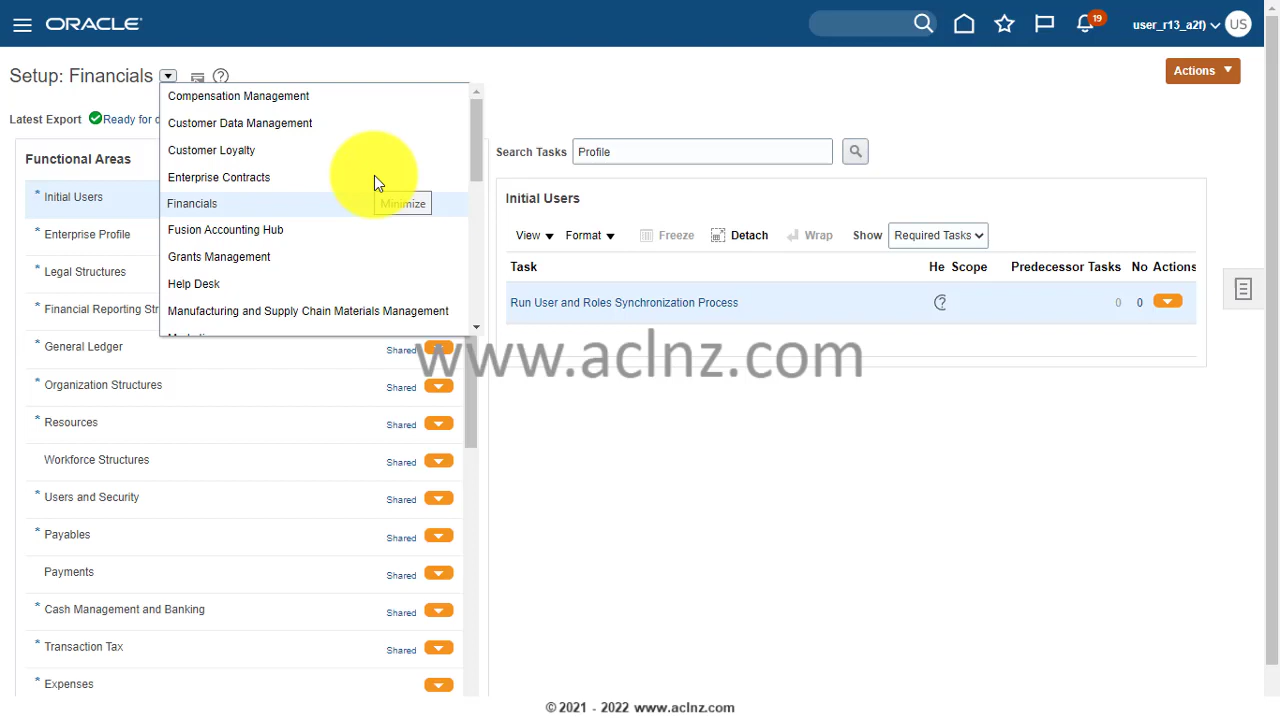 ORACLE
19
user_r13_a2f)
US
Setup: Financials
Actions
Latest Export
Ready for
Compensation Management
Customer Data Management
Customer Loyalty
Enterprise Contracts
Financials
Minimize
Fusion Accounting Hub
Grants Management
Help Desk
Manufacturing and Supply Chain Materials Management
Functional Areas
* Initial Users
* Enterprise Profile
* Legal Structures
* Financial Reporting Str
* General Ledger
Shared
* Organization Structures
Shared
* Resources
Shared
Workforce Structures
Shared
* Users and Security
Shared
* Payables
Shared
Payments
Shared
* Cash Management and Banking
Shared
* Transaction Tax
Shared
* Expenses
Search Tasks Profile
Initial Users
View Format Freeze Detach Wrap Show Required Tasks
Task He Scope Predecessor Tasks No Actions
Run User and Roles Synchronization Process 0 0
www.aclnz.com
© 2021 - 2022 www.aclnz.com